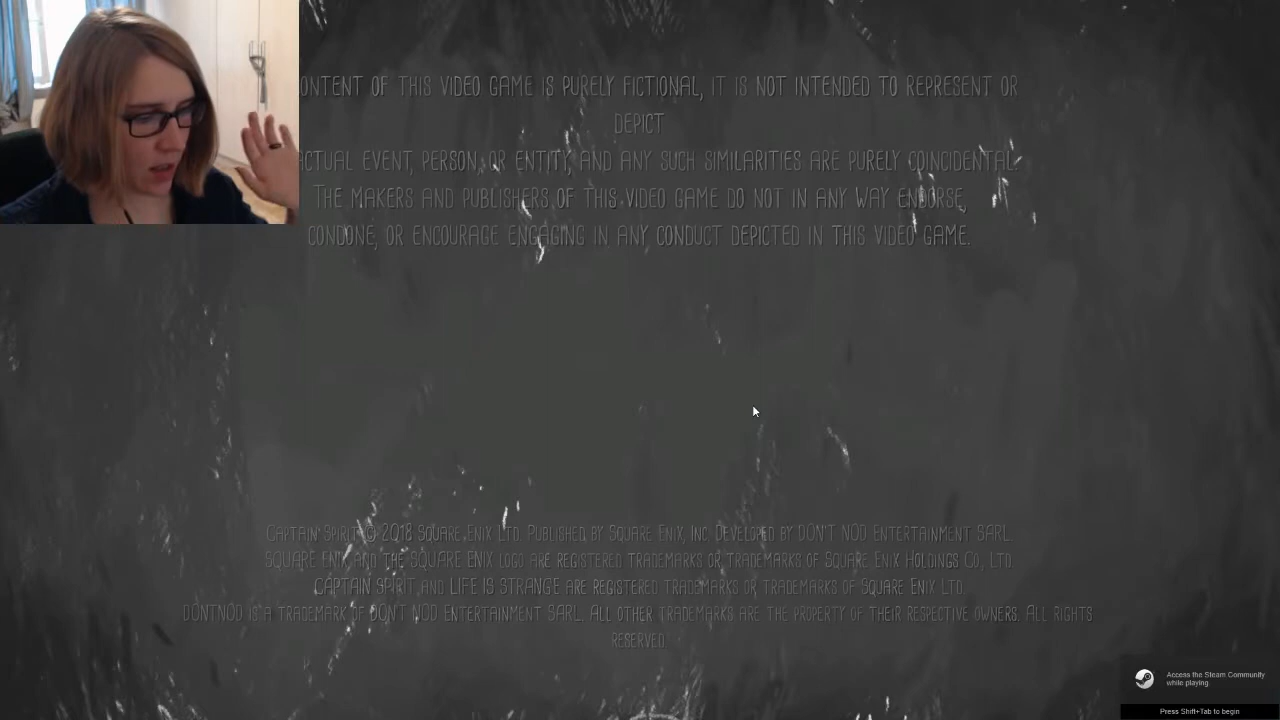 ONTENT OF THIS VIDEO GAME IS PURELY FICTIONAL, IT IS NOT INTENDED TO REPRESENT OR
DEPICT
ACTUAL EVENT, PERSON, OR ENTITY, AND ANY SUCH SIMILARITIES ARE PURELY COINCIDENTAL.
THE MAKERS AND PUBLISHERS OF THIS VIDEO GAME DO NOT IN ANY WAY ENDORSE,
CONDONE, OR ENCOURAGE ENGAGING IN ANY CONDUCT DEPICTED IN THIS VIDEO GAME.
CAPTAIN SPIRIT © 2018 SQUARE ENIX LTD. PUBLISHED BY SQUARE ENIX, INC. DEVELOPED BY DONT NOD ENTERTAINMENT SARL.
SQUARE ENIX AND THE SQUARE ENIX LOGO ARE REGISTERED TRADEMARKS OR TRADEMARKS OF SQUARE ENIX HOLDINGS CO., LTD.
CAPTAIN SPIRIT AND LIFE IS STRANGE ARE REGISTERED TRADEMARKS OR TRADEMARKS OF SQUARE ENIX LTD.
DONTNOD IS A TRADEMARK OF DONT NOD ENTERTAINMENT SARL. ALL OTHER TRADEMARKS ARE THE PROPERTY OF THEIR RESPECTIVE OWNERS. ALL RIGHTS
RESERVED.
Access the Steam Community
while playing
Press Shift+Tab to begin